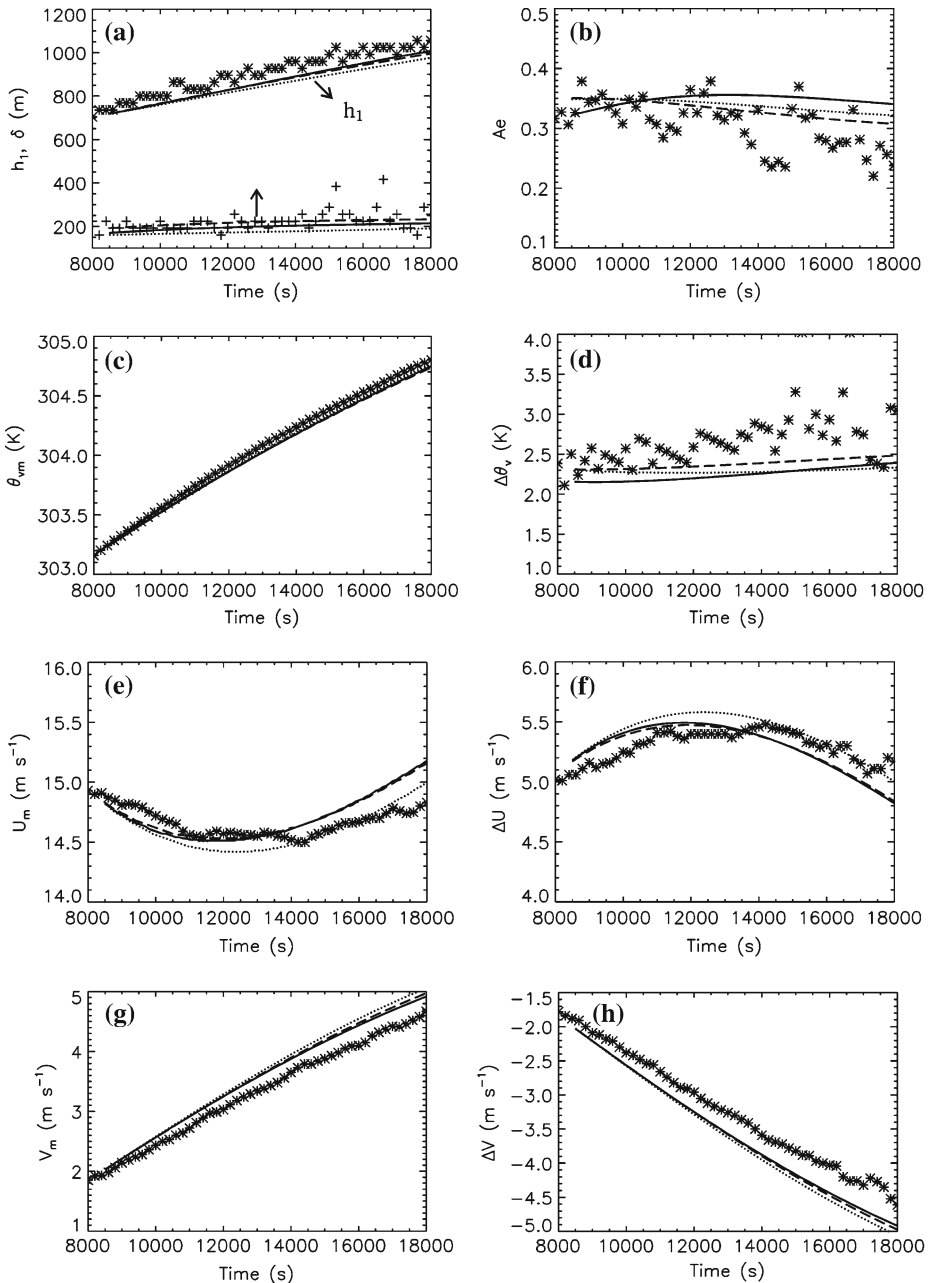 (a)
1000
800
600
400
200
h₁, δ (m)
h₁
8000 10000 12000 14000 16000 18000
Time (s)
(b)
0.5
0.4
0.3
0.2
0.1
Ae
8000 10000 12000 14000 16000 18000
Time (s)
(c)
305.0
304.5
304.0
303.5
303.0
θvm (K)
8000 10000 12000 14000 16000 18000
Time (s)
(d)
4.0
3.5
3.0
2.5
2.0
1.5
1.0
Δθv (K)
8000 10000 12000 14000 16000 18000
Time (s)
(e)
16.0
15.5
15.0
14.5
14.0
Um (m s⁻¹)
8000 10000 12000 14000 16000 18000
Time (s)
(f)
6.0
5.5
5.0
4.5
4.0
ΔU (m s⁻¹)
8000 10000 12000 14000 16000 18000
Time (s)
(g)
5
4
3
2
1
Vm (m s⁻¹)
8000 10000 12000 14000 16000 18000
Time (s)
(h)
−1.5
−2.0
−2.5
−3.0
−3.5
−4.0
−4.5
−5.0
ΔV (m s⁻¹)
8000 10000 12000 14000 16000 18000
Time (s)